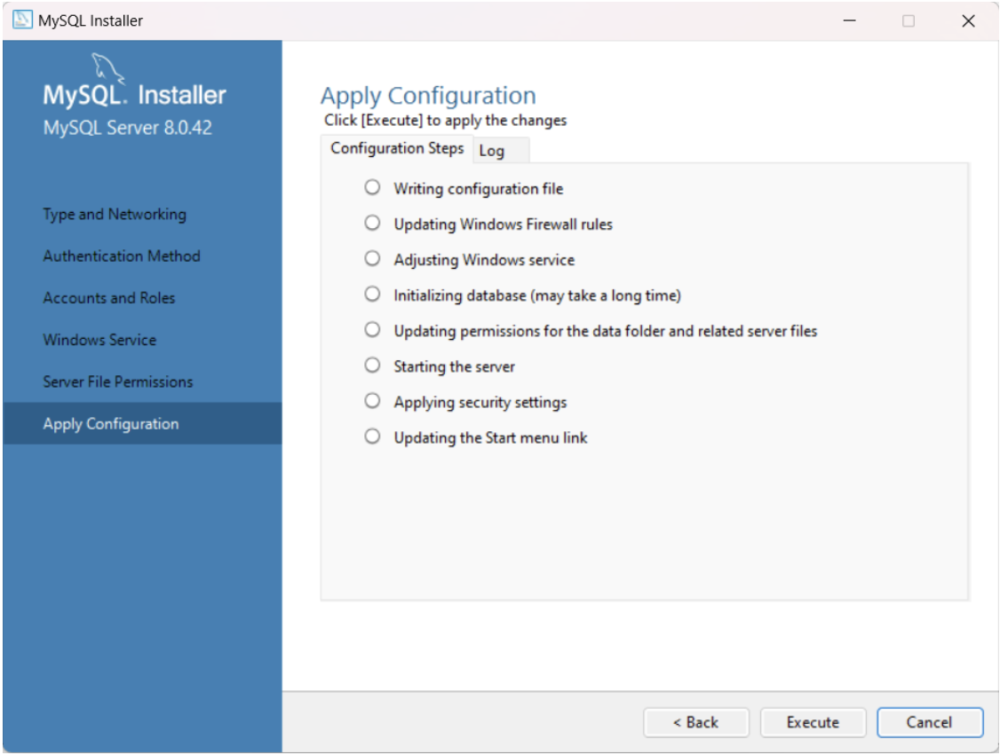 MySQL Installer
MySQL. Installer
MySQL Server 8.0.42
Type and Networking
Authentication Method
Accounts and Roles
Windows Service
Server File Permissions
Apply Configuration
Apply Configuration
Click [Execute] to apply the changes
Configuration Steps
Log
Writing configuration file
Updating Windows Firewall rules
Adjusting Windows service
Initializing database (may take a long time)
Updating permissions for the data folder and related server files
Starting the server
Applying security settings
Updating the Start menu link
< Back
Execute
Cancel